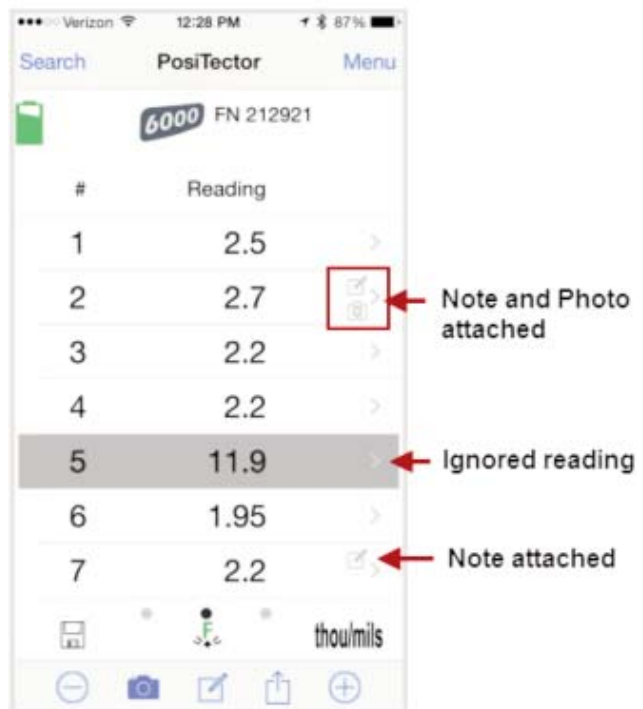 Verizon 12:28 PM 87%
Search PosiTector Menu
6000 FN 212921
# Reading
1 2.5
2 2.7
Note and Photo
attached
3 2.2
4 2.2
5 11.9 Ignored reading
6 1.95
7 2.2 Note attached
F thou/mils